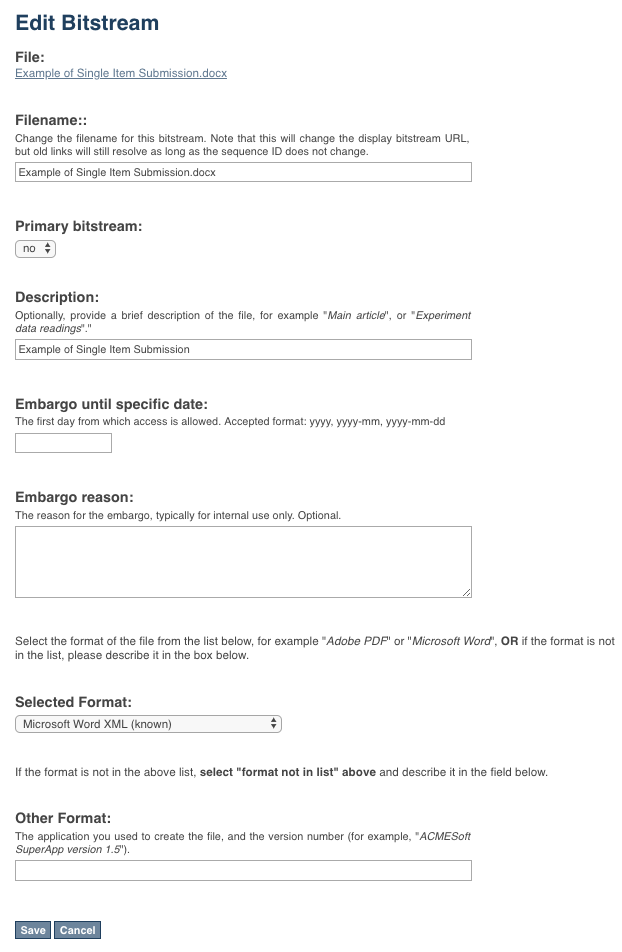 Edit Bitstream
File:
Example of Single Item Submission.docx
Filename::
Change the filename for this bitstream. Note that this will change the display bitstream URL,
but old links will still resolve as long as the sequence ID does not change.
Example of Single Item Submission.docx
Primary bitstream:
no
Description:
Optionally, provide a brief description of the file, for example "Main article", or "Experiment
data readings"."
Example of Single Item Submission
Embargo until specific date:
The first day from which access is allowed. Accepted format: yyyy, yyyy-mm, yyyy-mm-dd
Embargo reason:
The reason for the embargo, typically for internal use only. Optional.
Select the format of the file from the list below, for example "Adobe PDF" or "Microsoft Word", OR if the format is not
in the list, please describe it in the box below.
Selected Format:
Microsoft Word XML (known)
If the format is not in the above list, select "format not in list" above and describe it in the field below.
Other Format:
The application you used to create the file, and the version number (for example, "ACMESoft
SuperApp version 1.5").
Save Cancel